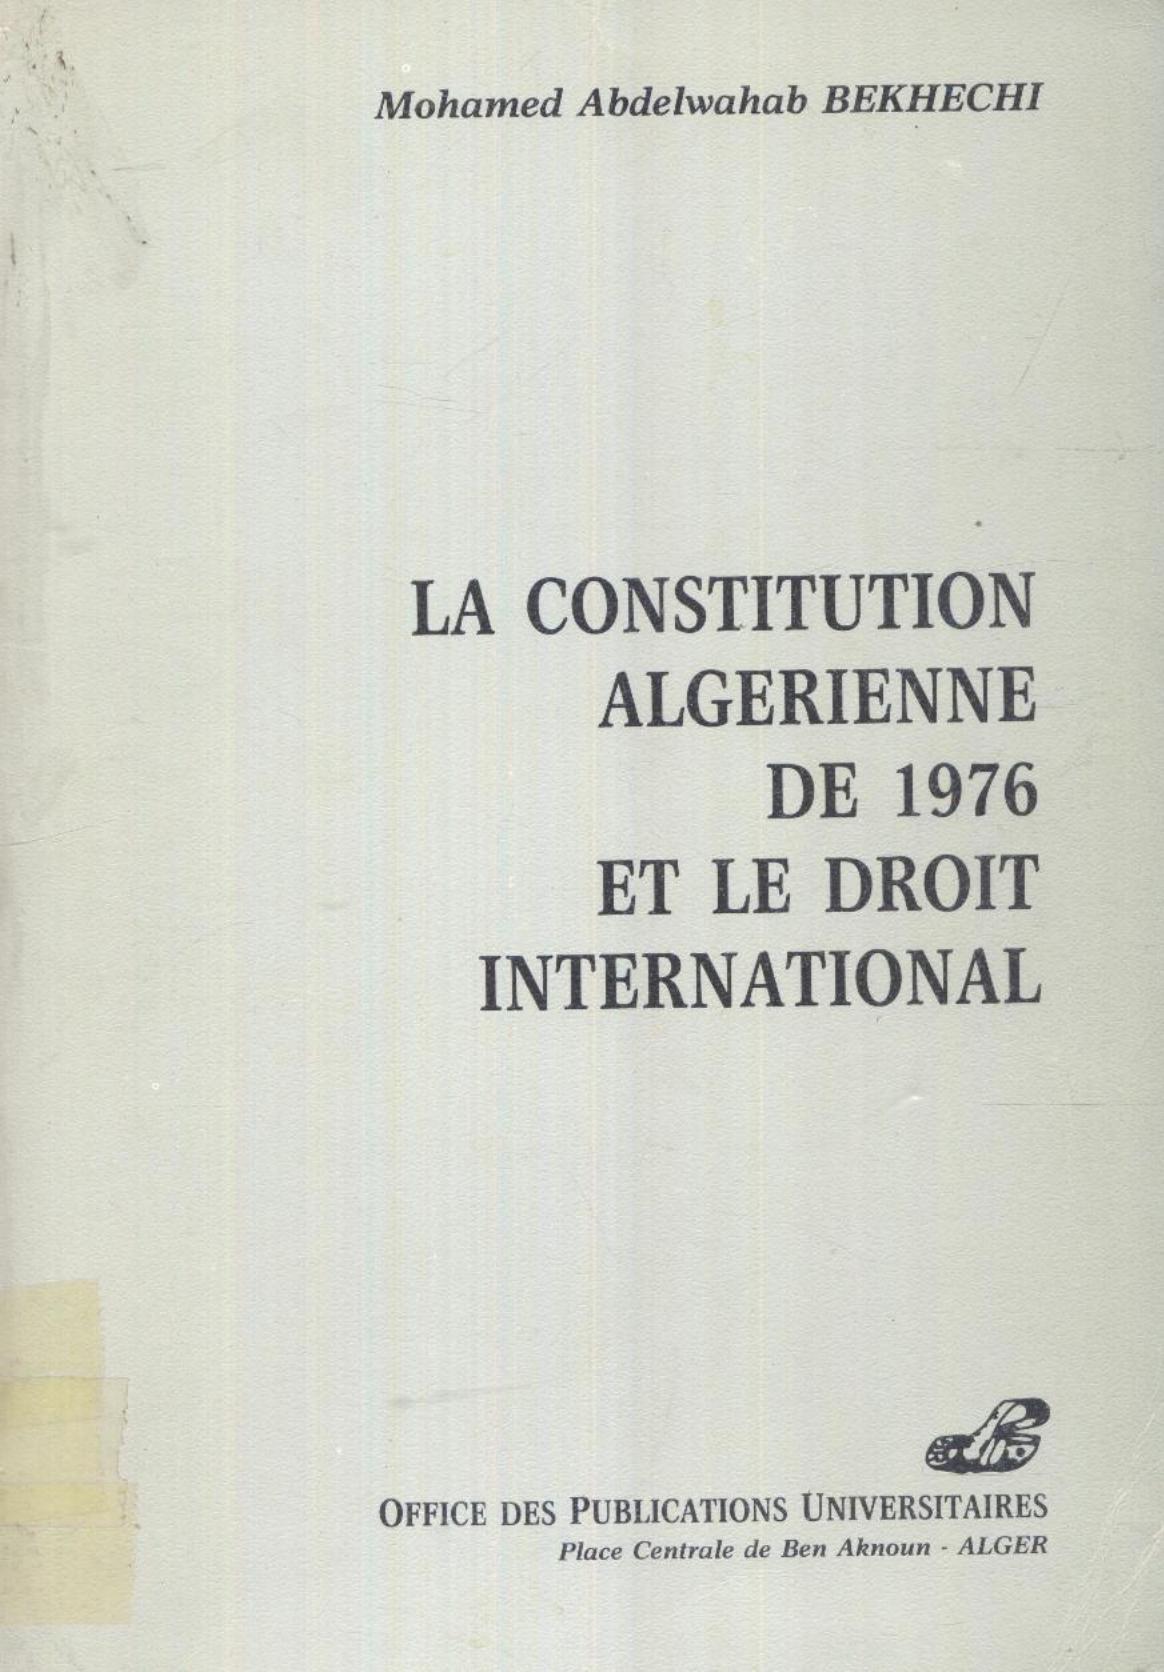 Mohamed Abdelwahab BEKHECHI
LA CONSTITUTION
ALGERIENNE
DE 1976
ET LE DROIT
INTERNATIONAL
OFFICE DES PUBLICATIONS UNIVERSITAIRES
Place Centrale de Ben Aknoun - ALGER